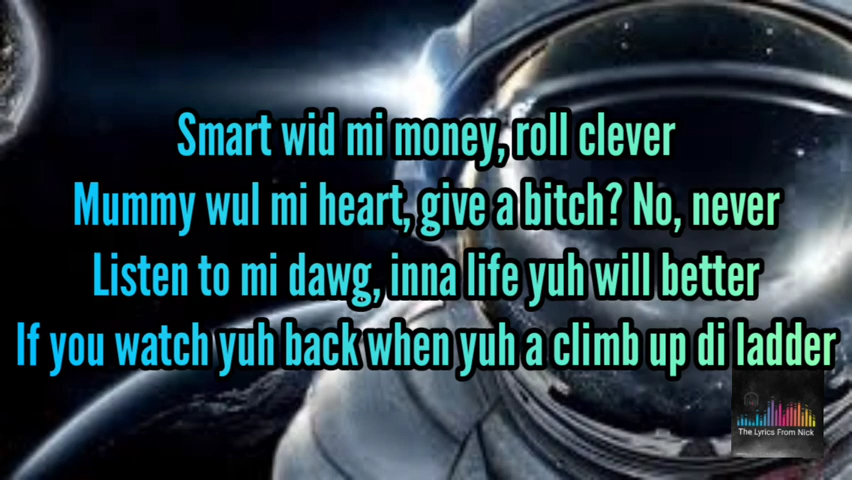 Smart wid mi money, roll clever
Mummy wul mi heart, give a bitch? No, never
Listen to mi dawg, inna life yuh will better
If you watch yuh back when yuh a climb up di ladder
The Lyrics From Nick